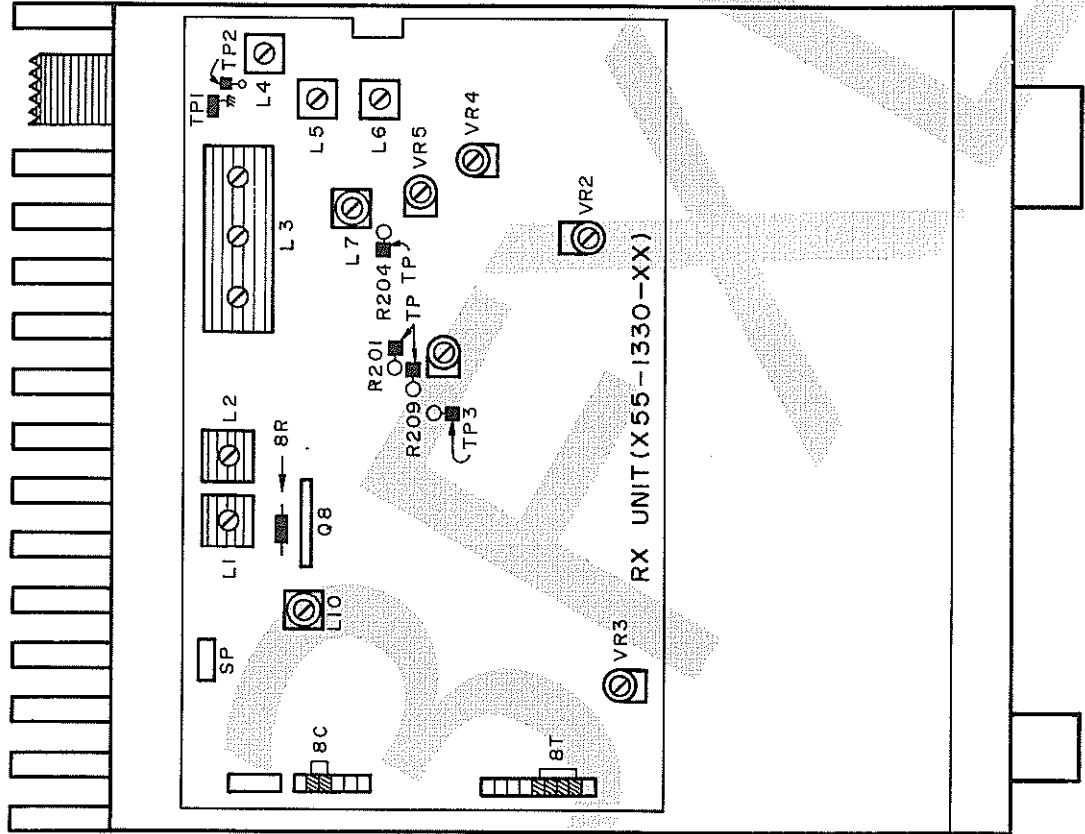 TP1
TP2
SP
L1
L2
L4
L3
8R
L5
Q8
8C
L10
L7
L6
R201
R204
TP
TP
VR5
R209
TP3
VR4
8T
VR2
VR3
RX UNIT(X55-1330-XX)